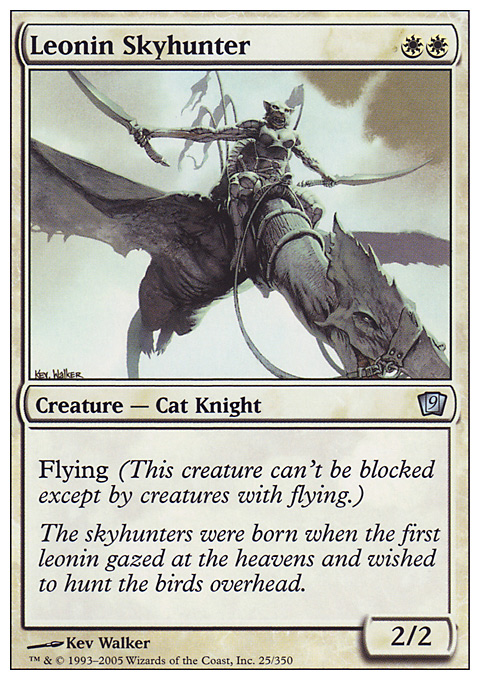 Leonin Skyhunter
KEV. WALKER
Creature — Cat Knight
9
Flying (This creature can't be blocked
except by creatures with flying.)
The skyhunters were born when the first
leonin gazed at the heavens and wished
to hunt the birds overhead.
2/2
Kev Walker
™ & © 1993–2005 Wizards of the Coast, Inc. 25/350